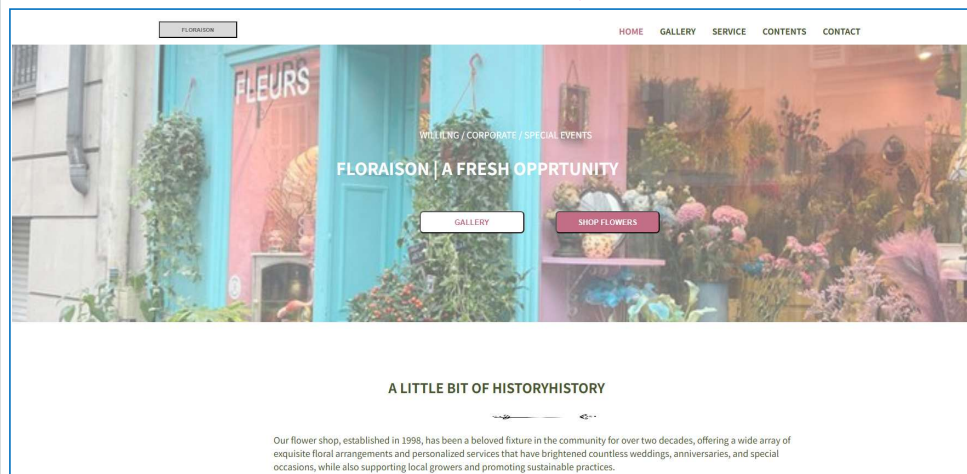 FLORAISON
HOME GALLERY SERVICE CONTENTS CONTACT
FLEURS
WILLILNG / CORPORATE / SPECIAL EVENTS
FLORAISON | A FRESH OPPRTUNITY
GALLERY SHOP FLOWERS
A LITTLE BIT OF HISTORYHISTORY
Our flower shop, established in 1998, has been a beloved fixture in the community for over two decades, offering a wide array of
exquisite floral arrangements and personalized services that have brightened countless weddings, anniversaries, and special
occasions, while also supporting local growers and promoting sustainable practices.